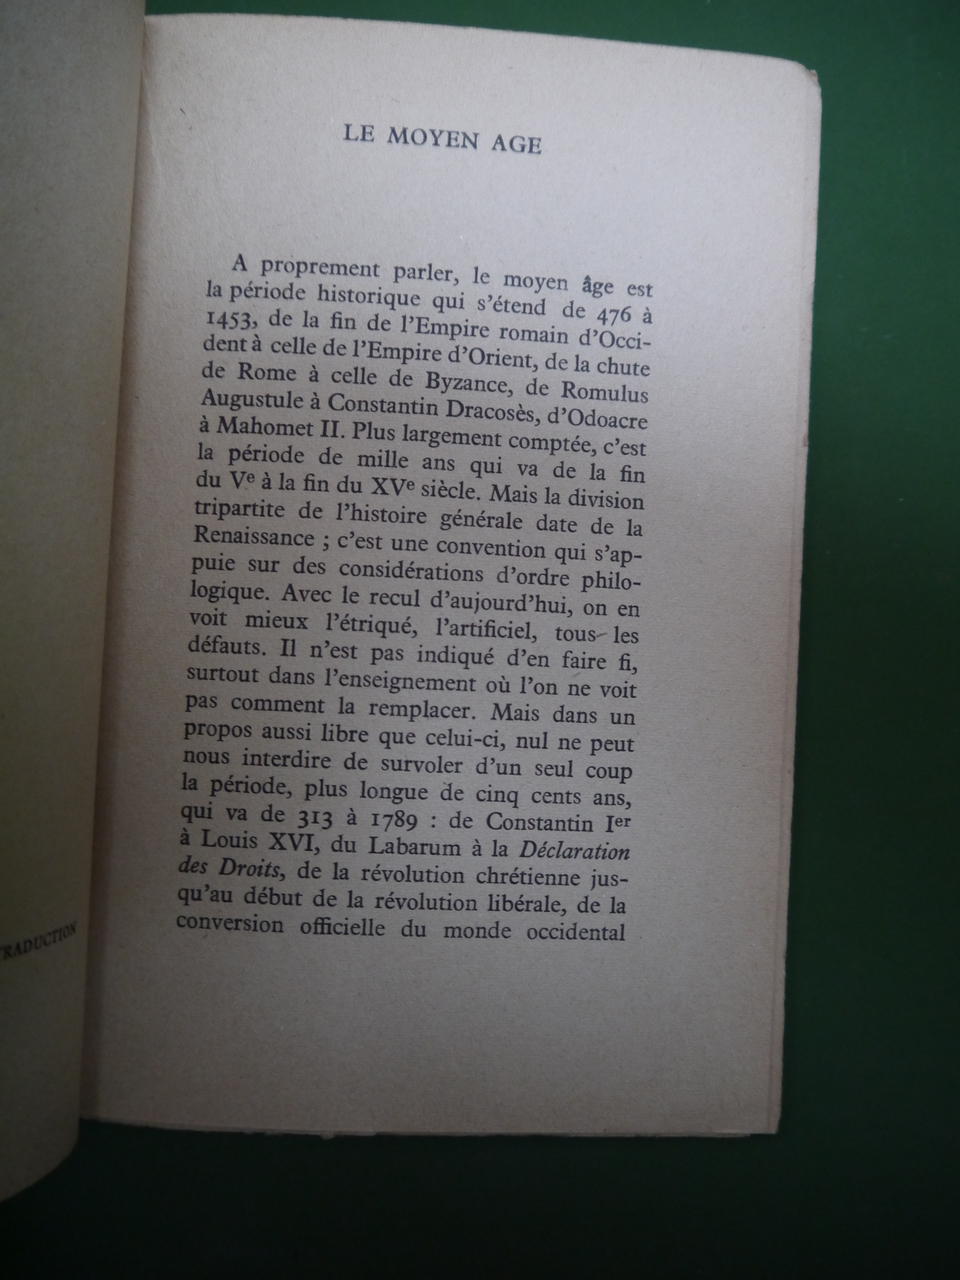 LE MOYEN AGE
A proprement parler, le moyen âge est
la période historique qui s'étend de 476 à
1453, de la fin de l'Empire romain d'Occi-
dent à celle de l'Empire d'Orient, de la chute
de Rome à celle de Byzance, de Romulus
Augustule à Constantin Dracosès, d'Odoacre
à Mahomet II. Plus largement comptée, c'est
la période de mille ans qui va de la fin
du Ve à la fin du XVe siècle. Mais la division
tripartite de l'histoire générale date de la
Renaissance ; c'est une convention qui s'ap-
puie sur des considérations d'ordre philo-
logique. Avec le recul d'aujourd'hui, on en
voit mieux l'étriqué, l'artificiel, tous les
défauts. Il n'est pas indiqué d'en faire fi,
surtout dans l'enseignement où l'on ne voit
pas comment la remplacer. Mais dans un
propos aussi libre que celui-ci, nul ne peut
nous interdire de survoler d'un seul coup
la période, plus longue de cinq cents ans,
qui va de 313 à 1789 : de Constantin Ier
à Louis XVI, du Labarum à la Déclaration
des Droits, de la révolution chrétienne jus-
qu'au début de la révolution libérale, de la
conversion officielle du monde occidental
TRADUCTION